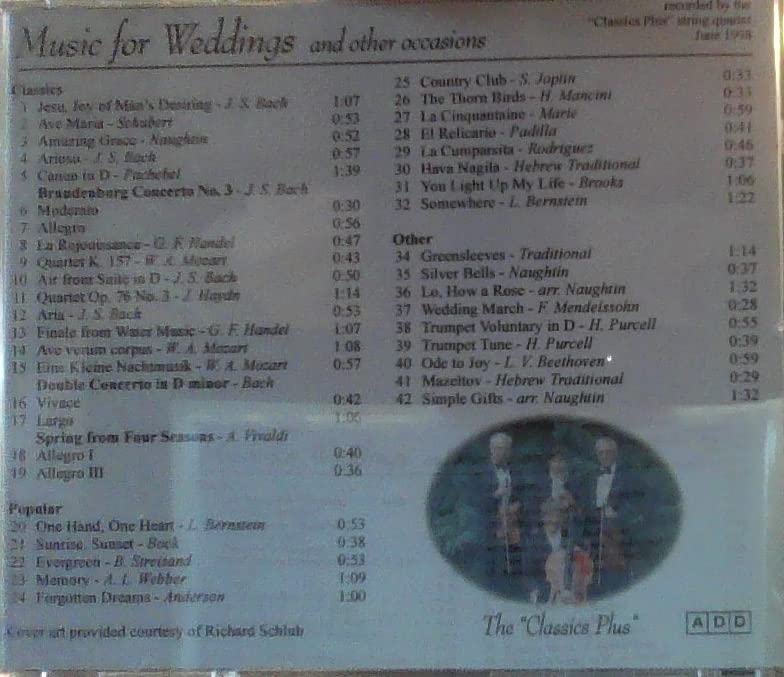 recorded by the
"Classics Plus" string quartet
June 1998
Music for Weddings and other occasions
Classics
1 Jesu, Joy of Man's Desiring - J. S. Bach 1:07
2 Ave Maria - Schubert 0:53
3 Amazing Grace - Naughtin 0:52
4 Arioso - J. S. Bach 0:57
5 Canon in D - Pachebel 1:39
Brandenburg Concerto No. 3 - J. S. Bach
6 Moderato 0:30
7 Allegro 0:56
8 La Rejouissance - G. F. Handel 0:47
9 Quartet K. 157 - W. A. Mozart 0:43
10 Air from Suite in D - J. S. Bach 0:50
11 Quartet Op. 76 No. 3 - J. Haydn 1:14
12 Aria - J. S. Bach 0:53
13 Finale from Water Music - G. F. Handel 1:07
14 Ave verum corpus - W. A. Mozart 1:08
15 Eine Kleine Nachtmusik - W. A. Mozart 0:57
Double Concerto in D minor - Bach
16 Vivace 0:42
17 Largo 1:06
Spring from Four Seasons - A. Vivaldi
18 Allegro I 0:40
19 Allegro III 0:36
Popular
20 One Hand, One Heart - L. Bernstein 0:53
21 Sunrise, Sunset - Bock 0:38
22 Evergreen - B. Streisand 0:53
23 Memory - A. L. Webber 1:09
24 Forgotten Dreams - Anderson 1:00
Cover art provided courtesy of Richard Schlub
25 Country Club - S. Joplin 0:33
26 The Thorn Birds - H. Mancini 0:33
27 La Cinquantaine - Marie 0:59
28 El Relicario - Padilla 0:41
29 La Cumparsita - Rodriguez 0:46
30 Hava Nagila - Hebrew Traditional 0:37
31 You Light Up My Life - Brooks 1:06
32 Somewhere - L. Bernstein 1:22
Other
34 Greensleeves - Traditional 1:14
35 Silver Bells - Naughtin 0:37
36 Lo, How a Rose - arr. Naughtin 1:32
37 Wedding March - F. Mendelssohn 0:28
38 Trumpet Voluntary in D - H. Purcell 0:55
39 Trumpet Tune - H. Purcell 0:39
40 Ode to Joy - L. V. Beethoven 0:59
41 Mazeltov - Hebrew Traditional 0:29
42 Simple Gifts - arr. Naughtin 1:32
The "Classics Plus"
ADD